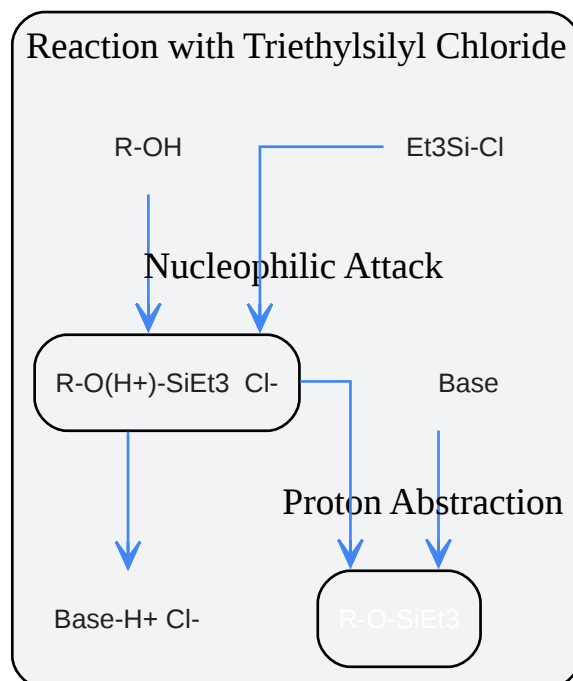 Reaction with Triethylsilyl Chloride
R-OH
Et3Si-Cl
Nucleophilic Attack
R-O(H+)-SiEt3 Cl-
Base
Proton Abstraction
Base-H+ Cl-
R-O-SiEt3